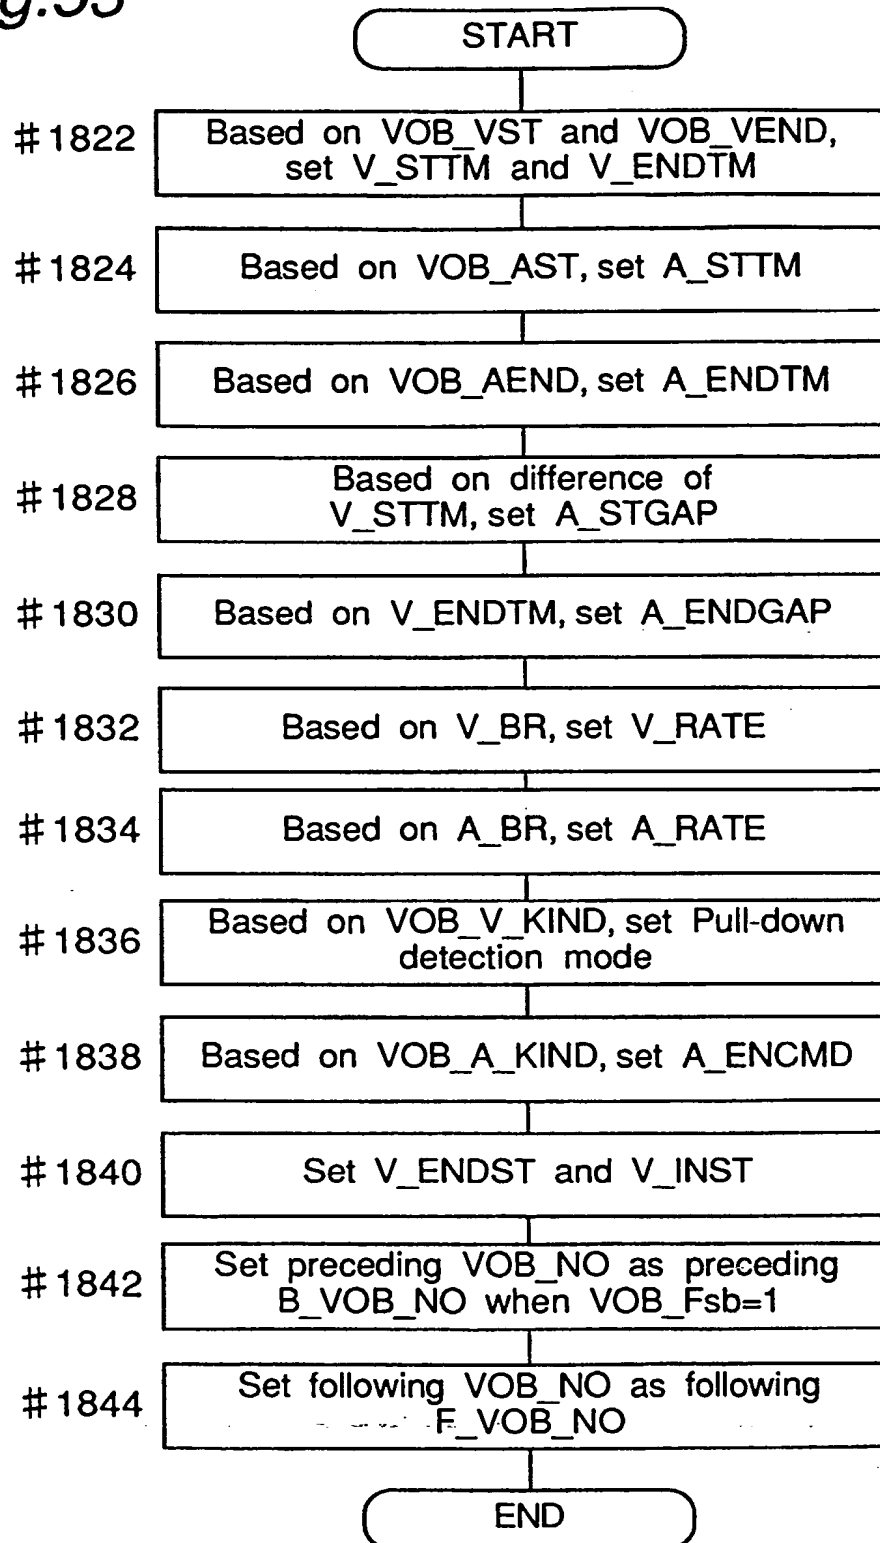 g.53
START
#1822
Based on VOB_VST and VOB_VEND,
set V_STTM and V_ENDTM
#1824
Based on VOB_AST, set A_STTM
#1826
Based on VOB_AEND, set A_ENDTM
#1828
Based on difference of
V_STTM, set A_STGAP
#1830
Based on V_ENDTM, set A_ENDGAP
#1832
Based on V_BR, set V_RATE
#1834
Based on A_BR, set A_RATE
#1836
Based on VOB_V_KIND, set Pull-down
detection mode
#1838
Based on VOB_A_KIND, set A_ENCMD
#1840
Set V_ENDST and V_INST
#1842
Set preceding VOB_NO as preceding
B_VOB_NO when VOB_Fsb=1
#1844
Set following VOB_NO as following
F_VOB_NO
END